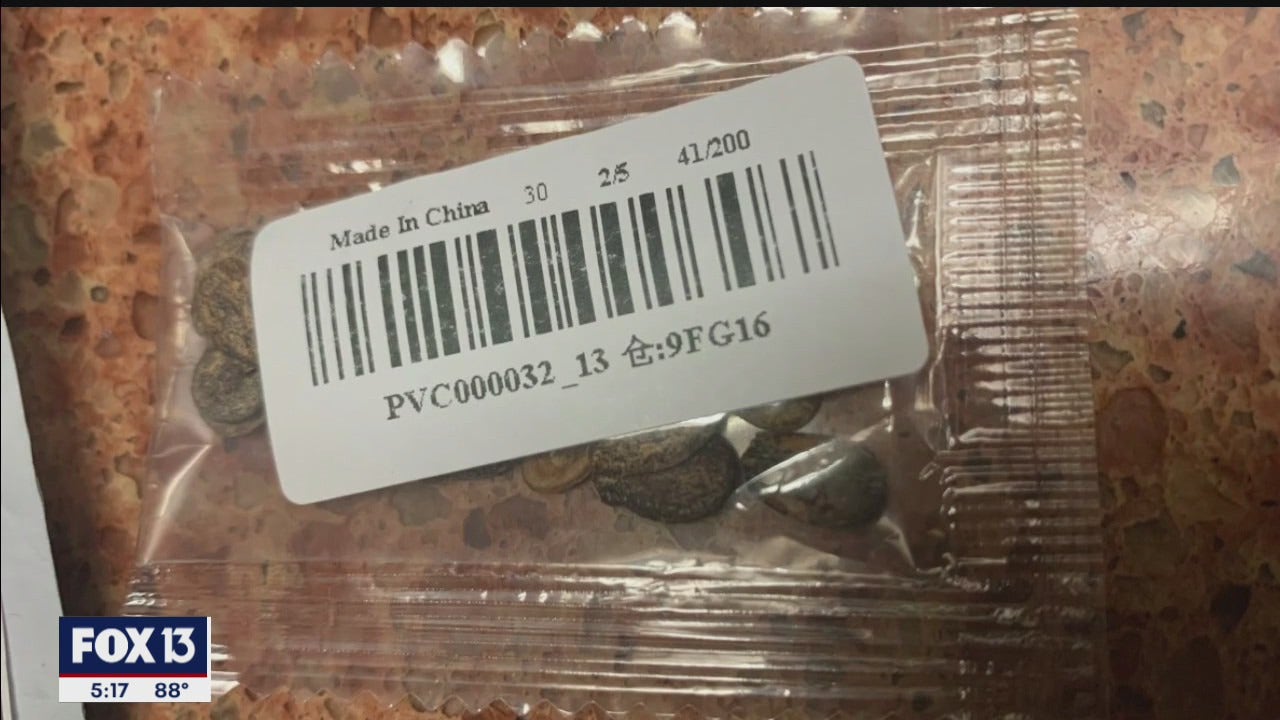 Made In China 30 2/5 41/200
PVC000032_13 仓:9FG16
FOX 13
5:17 88°